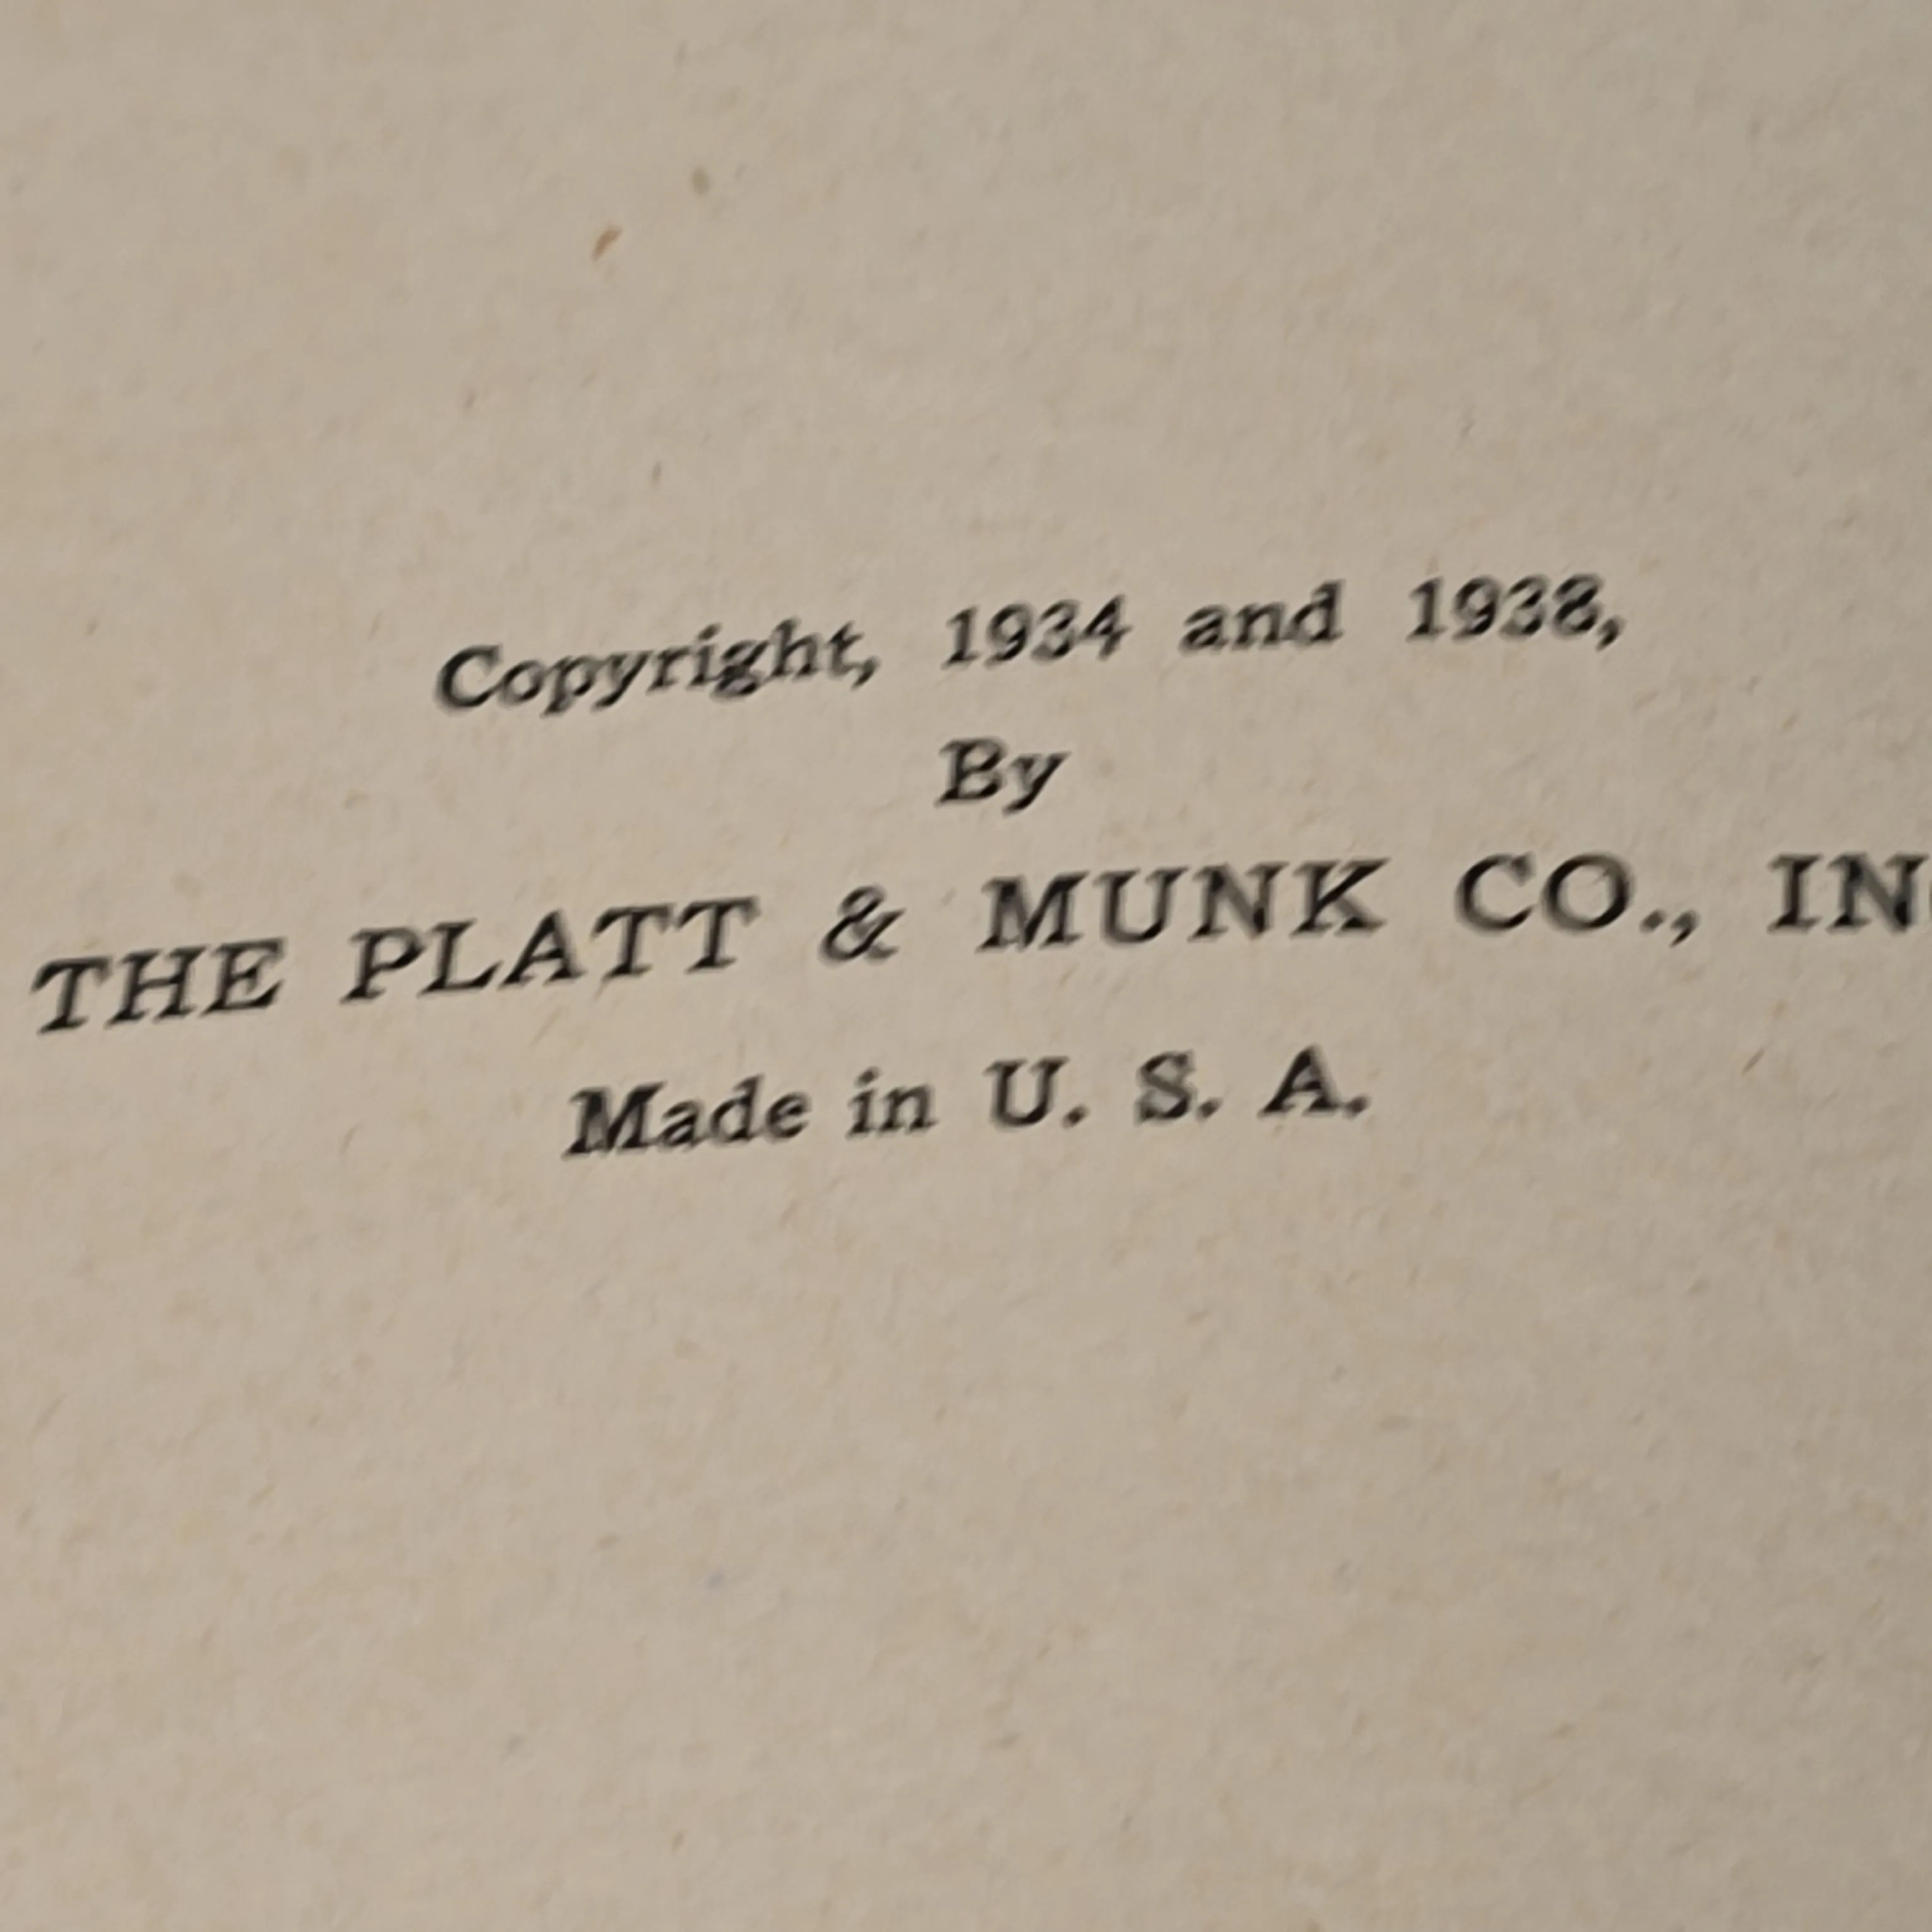 Copyright, 1934 and 1938,
By
THE PLATT & MUNK CO., IN
Made in U. S. A.